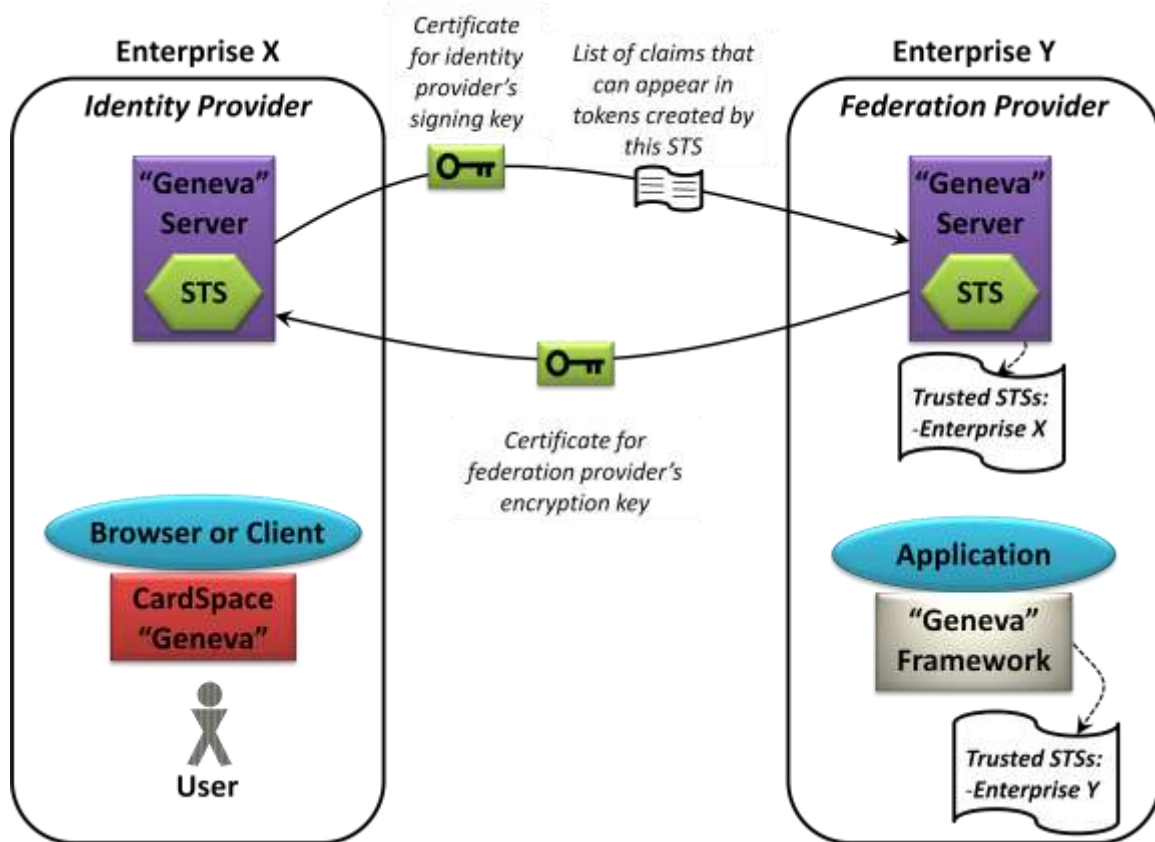 Enterprise X
Identity Provider
“Geneva”
Server
STS
Browser or Client
CardSpace
“Geneva”
User
Certificate
for identity
provider’s
signing key
List of claims that
can appear in
tokens created by
this STS
Certificate for
federation provider’s
encryption key
Enterprise Y
Federation Provider
“Geneva”
Server
STS
Trusted STSs:
-Enterprise X
Application
“Geneva”
Framework
Trusted STSs:
-Enterprise Y